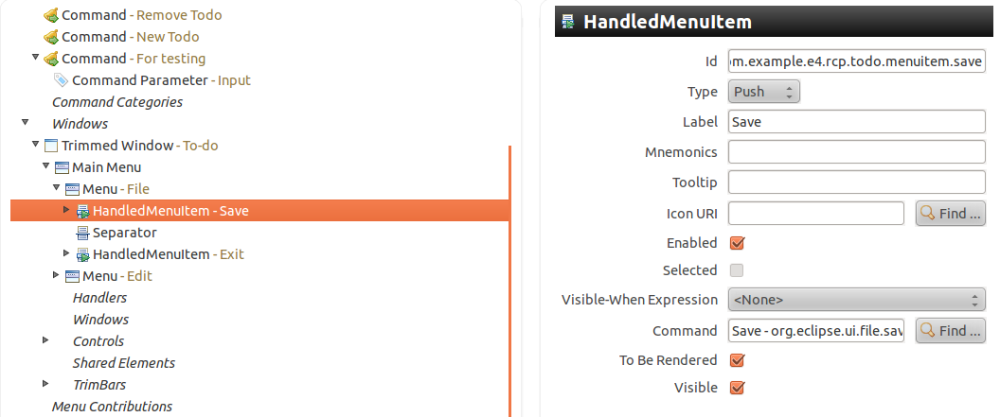 Command - Remove Todo
Command - New Todo
Command - For testing
Command Parameter - Input
Command Categories
Windows
Trimmed Window - To-do
Main Menu
Menu - File
HandledMenuItem - Save
Separator
HandledMenuItem - Exit
Menu - Edit
Handlers
Windows
Controls
Shared Elements
TrimBars
Menu Contributions
HandledMenuItem
Id om.example.e4.rcp.todo.menuitem.save
Type Push
Label Save
Mnemonics
Tooltip
Icon URI Find ...
Enabled
Selected
Visible-When Expression <None>
Command Save - org.eclipse.ui.file.sav Find ...
To Be Rendered
Visible